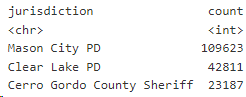 jurisdiction count
<chr> <int>
Mason City PD 109623
Clear Lake PD 42811
Cerro Gordo County Sheriff 23187